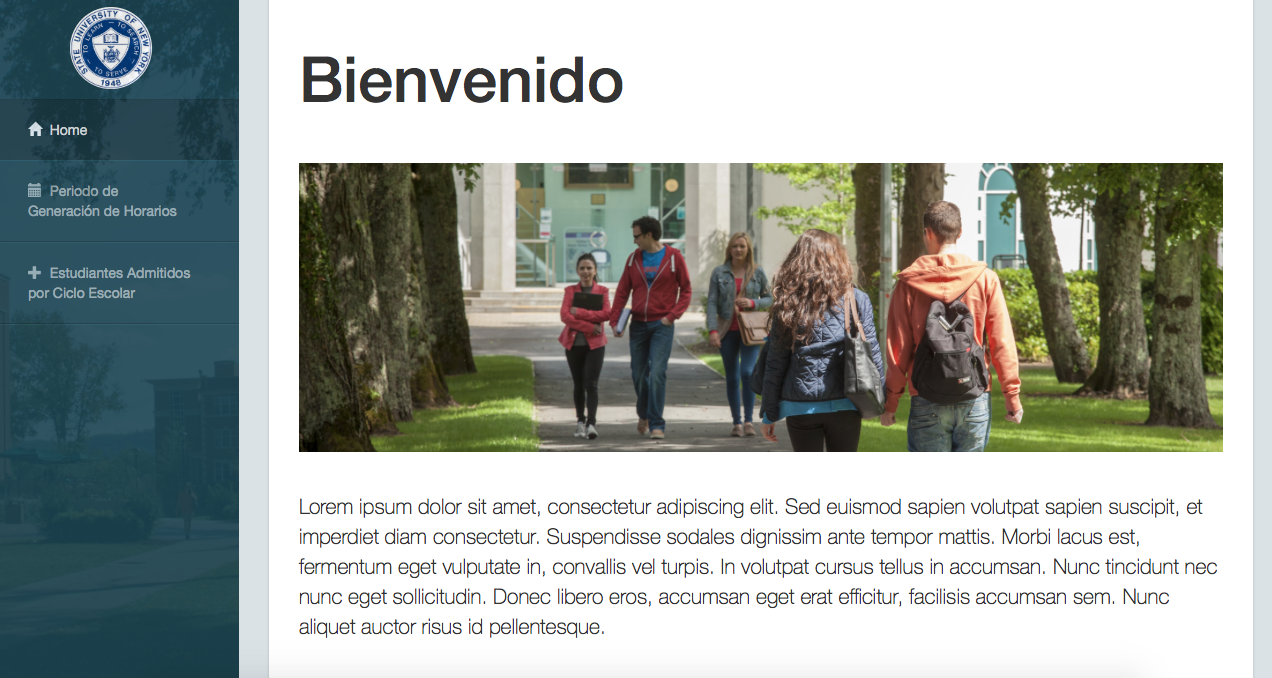 STATE UNIVERSITY OF NEW YORK
TO LEARN - TO SEARCH
TO SERVE
1948
Home
Periodo de
Generación de Horarios
Estudiantes Admitidos
por Ciclo Escolar
Bienvenido
Lorem ipsum dolor sit amet, consectetur adipiscing elit. Sed euismod sapien volutpat sapien suscipit, et
imperdiet diam consectetur. Suspendisse sodales dignissim ante tempor mattis. Morbi lacus est,
fermentum eget vulputate in, convallis vel turpis. In volutpat cursus tellus in accumsan. Nunc tincidunt nec
nunc eget sollicitudin. Donec libero eros, accumsan eget erat efficitur, facilisis accumsan sem. Nunc
aliquet auctor risus id pellentesque.